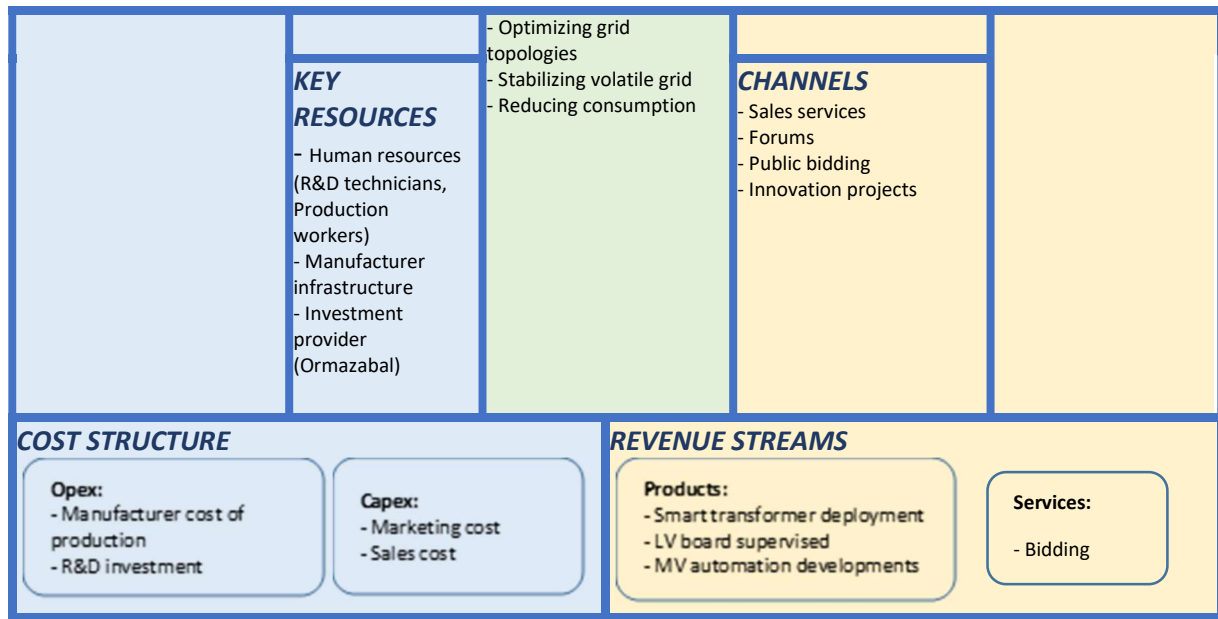 - Optimizing grid
topologies
- Stabilizing volatile grid
- Reducing consumption
KEY
RESOURCES
- Human resources
(R&D technicians,
Production
workers)
- Manufacturer
infrastructure
- Investment
provider
(Ormazabal)
CHANNELS
- Sales services
- Forums
- Public bidding
- Innovation projects
COST STRUCTURE
Opex:
- Manufacturer cost of
production
- R&D investment
Capex:
- Marketing cost
- Sales cost
REVENUE STREAMS
Products:
- Smart transformer deployment
- LV board supervised
- MV automation developments
Services:
- Bidding